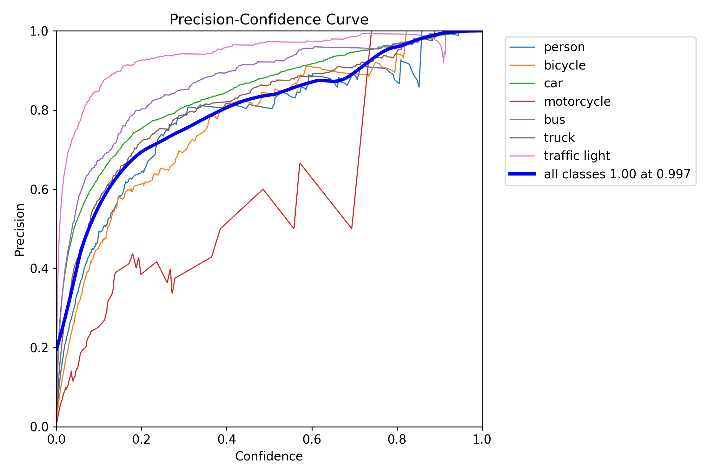 Precision-Confidence Curve
1.0
0.8
0.6
0.4
0.2
0.0
Precision
0.0 0.2 0.4 0.6 0.8 1.0
Confidence
person
bicycle
car
motorcycle
bus
truck
traffic light
all classes 1.00 at 0.997